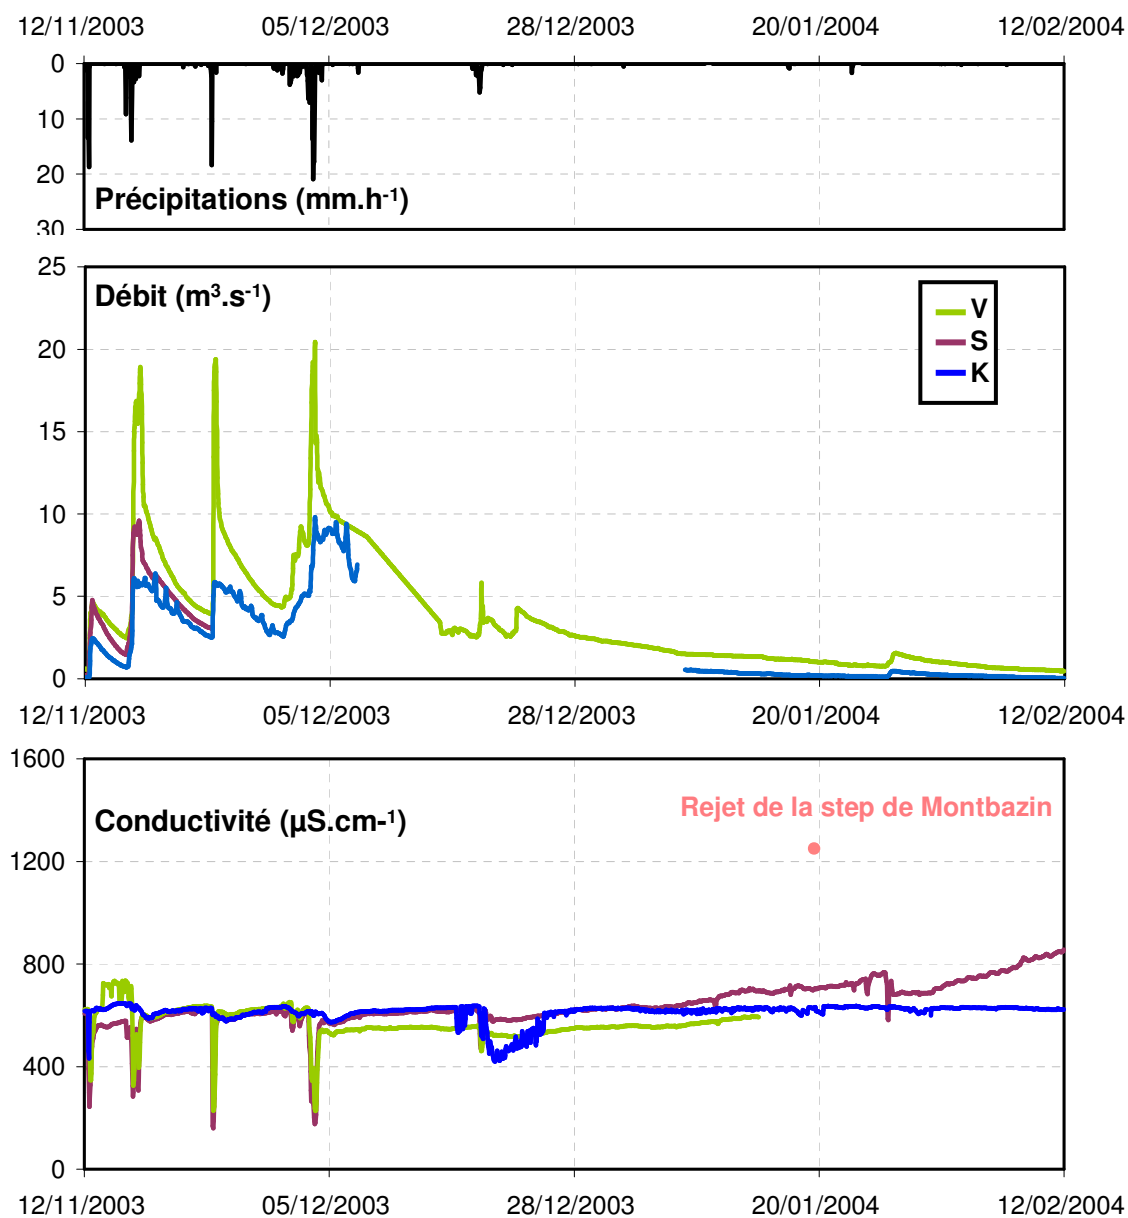 12/11/2003 05/12/2003 28/12/2003 20/01/2004 12/02/2004
0
10
20
Précipitations (mm.h-1)
30
25
Débit (m3.s-1)
V
20
S
K
15
10
5
0
12/11/2003 05/12/2003 28/12/2003 20/01/2004 12/02/2004
1600
Rejet de la step de Montbazin
Conductivité (µS.cm-1)
1200
800
400
0
12/11/2003 05/12/2003 28/12/2003 20/01/2004 12/02/2004